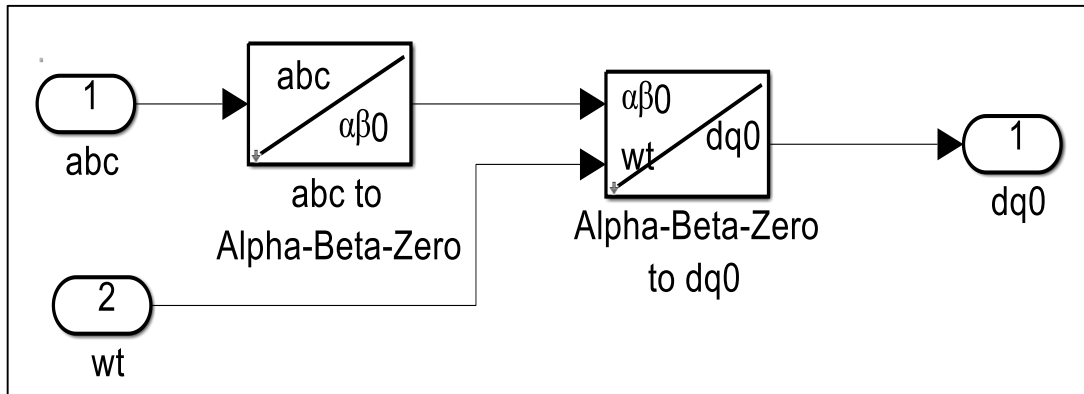 1
abc
abc
αβ0
abc to
Alpha-Beta-Zero
αβ0
wt
dq0
Alpha-Beta-Zero
to dq0
1
dq0
2
wt